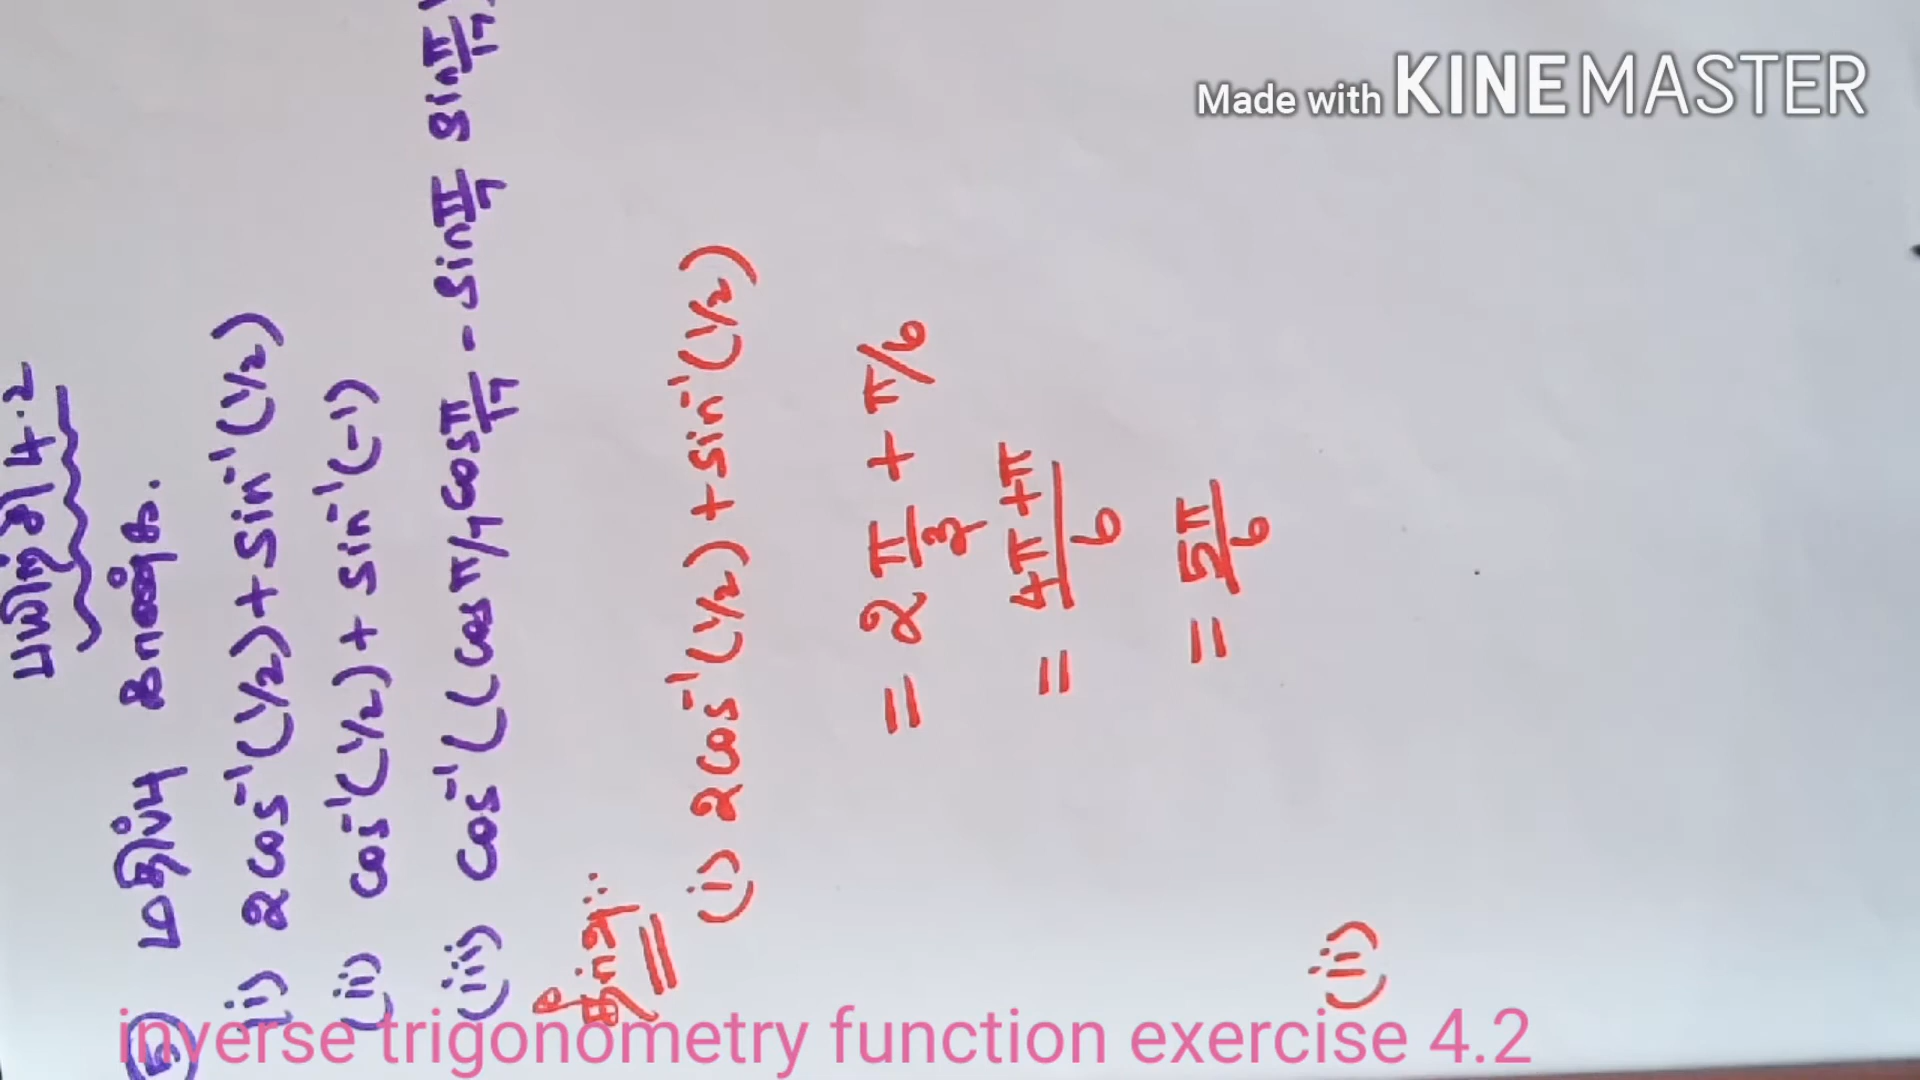 பயிற்சி 4.2
⑤ மதிப்பு காண்க.
(i) 2cos⁻¹(1/2)+sin⁻¹(1/2)
(ii) cos⁻¹(1/2)+sin⁻¹(-1)
(iii) cos⁻¹((cos π/7 cos π/17 - sin π/7 sin π/17)
தீர்வு:
(i) 2cos⁻¹(1/2)+sin⁻¹(1/2)
= 2 π/3 + π/6
= 4π+π/6
= 5π/6
(ii)
Made with KINEMASTER
inverse trigonometry function exercise 4.2